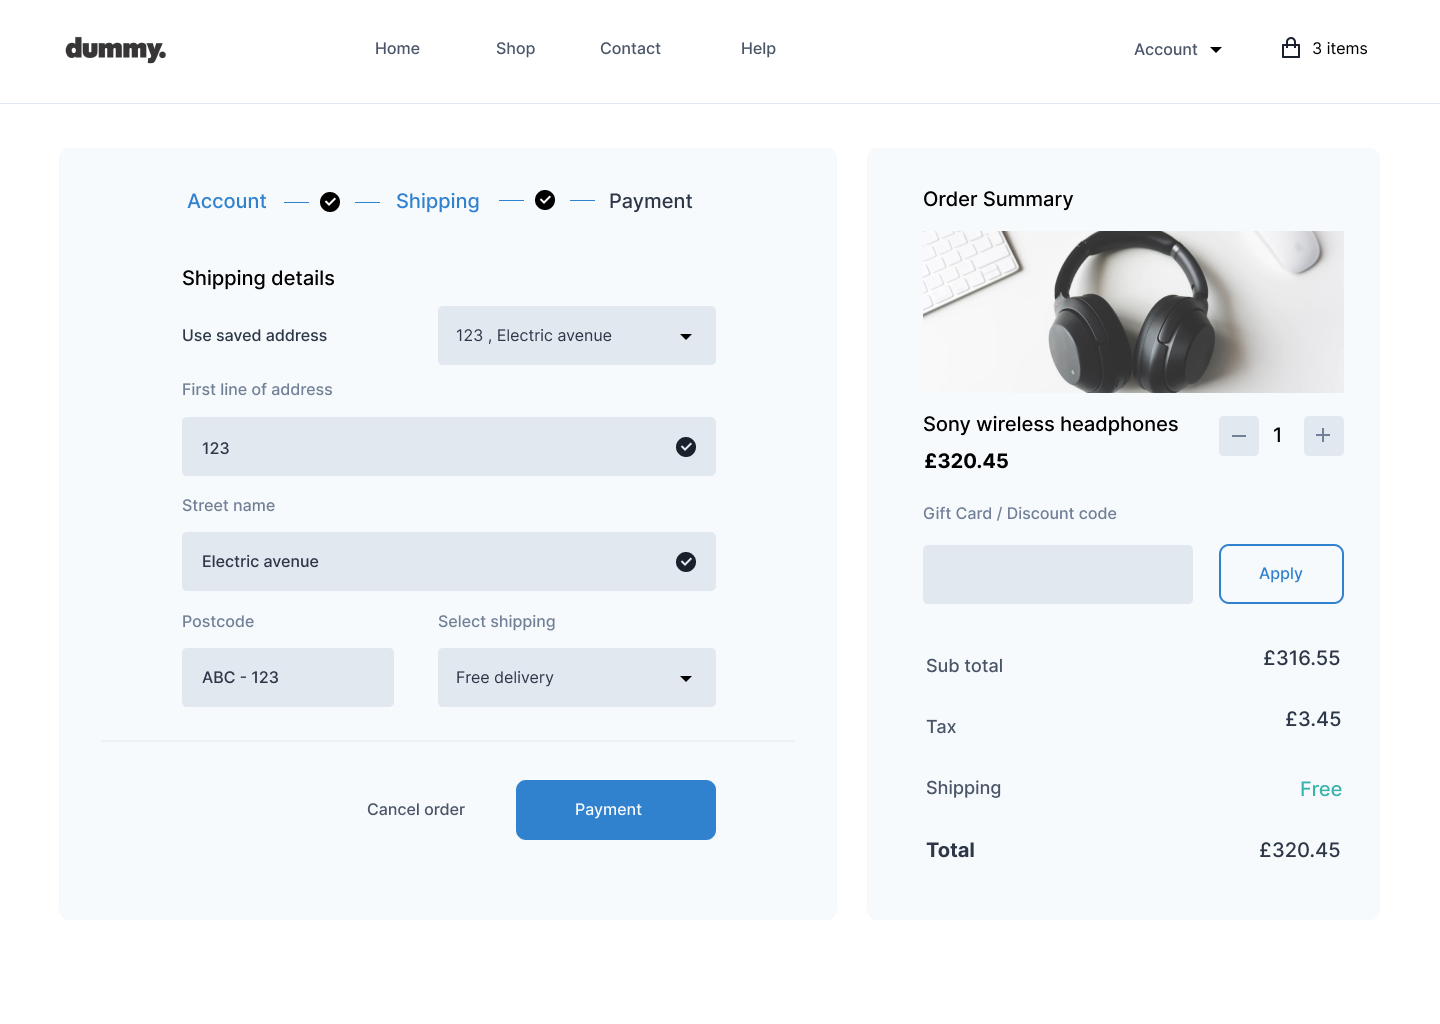 dummy.
Home
Shop
Contact
Help
Account
3 items
Account
Shipping
Payment
Shipping details
Use saved address
123 , Electric avenue
First line of address
123
Street name
Electric avenue
Postcode
Select shipping
ABC - 123
Free delivery
Cancel order
Payment
Order Summary
Sony wireless headphones
1
£320.45
Gift Card / Discount code
Apply
Sub total
£316.55
Tax
£3.45
Shipping
Free
Total
£320.45